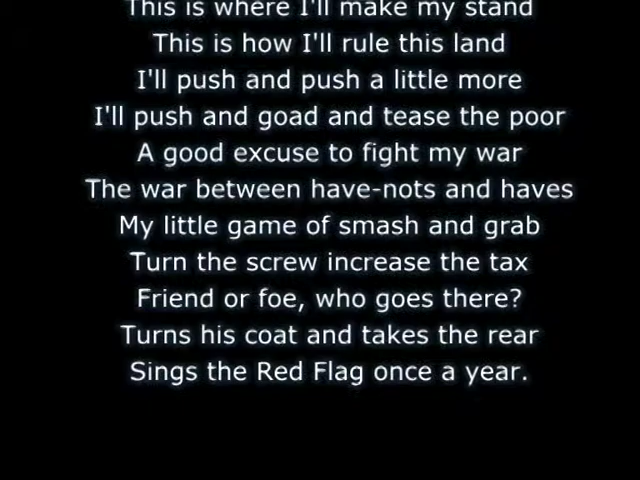 This is where I'll make my stand
This is how I'll rule this land
I'll push and push a little more
I'll push and goad and tease the poor
A good excuse to fight my war
The war between have-nots and haves
My little game of smash and grab
Turn the screw increase the tax
Friend or foe, who goes there?
Turns his coat and takes the rear
Sings the Red Flag once a year.